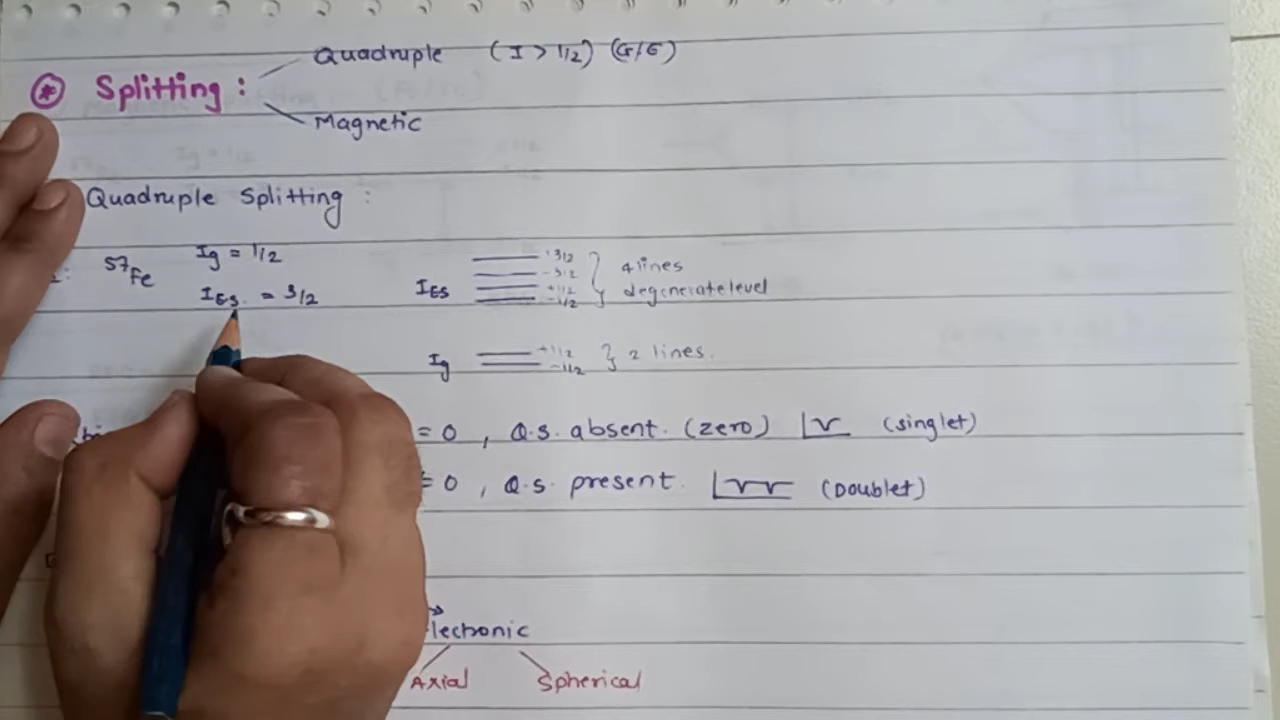 Quadruple (I > 1/2) (G/E)
* Splitting :
Magnetic
Quadruple Splitting :
57Fe Ig = 1/2
IES. = 3/2
IES
+3/2
-3/2
+1/2
-1/2
4 lines
degenerate level
Ig
+1/2
-1/2
2 lines.
= 0 , Q.S. absent. (zero) (singlet)
= 0 , Q.S. present. (Doublet)
lectronic
Axial Spherical